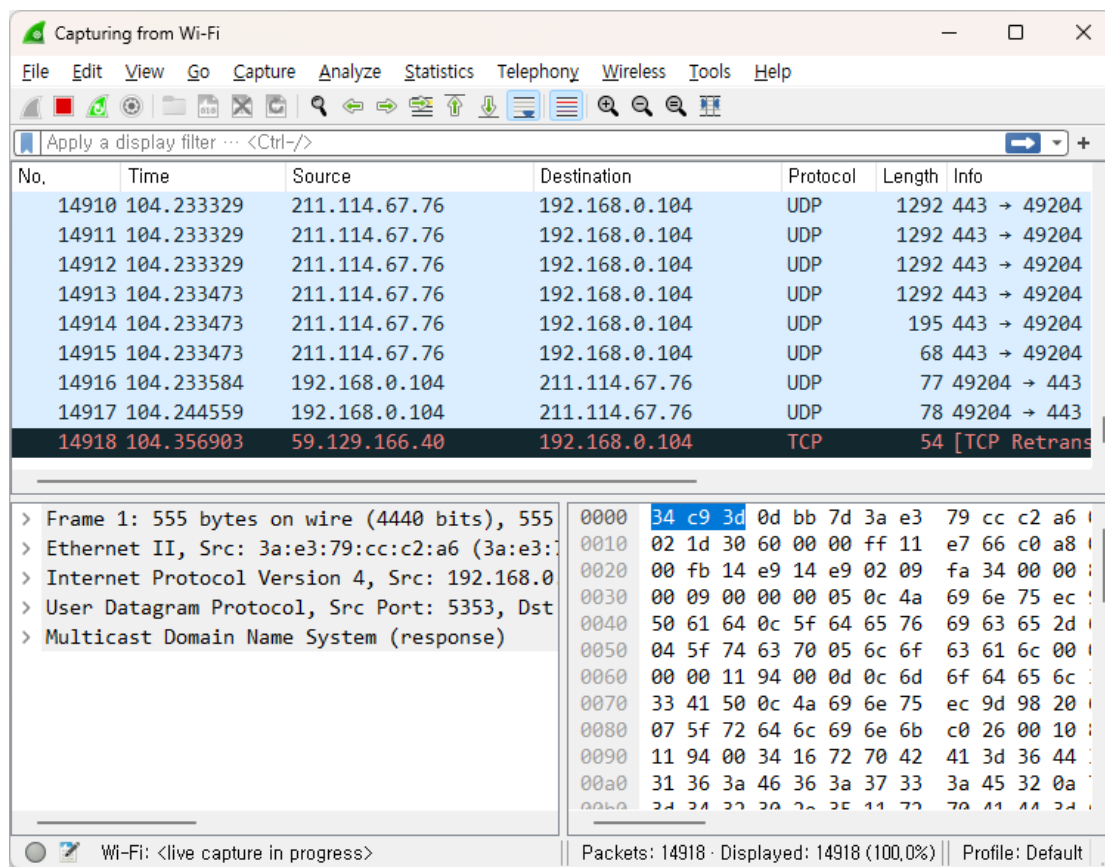 Capturing from Wi-Fi
File Edit View Go Capture Analyze Statistics Telephony Wireless Tools Help
Apply a display filter ··· <Ctrl-/>
No. Time Source Destination Protocol Length Info
14910 104.233329 211.114.67.76 192.168.0.104 UDP 1292 443 → 49204
14911 104.233329 211.114.67.76 192.168.0.104 UDP 1292 443 → 49204
14912 104.233329 211.114.67.76 192.168.0.104 UDP 1292 443 → 49204
14913 104.233473 211.114.67.76 192.168.0.104 UDP 1292 443 → 49204
14914 104.233473 211.114.67.76 192.168.0.104 UDP 195 443 → 49204
14915 104.233473 211.114.67.76 192.168.0.104 UDP 68 443 → 49204
14916 104.233584 192.168.0.104 211.114.67.76 UDP 77 49204 → 443
14917 104.244559 192.168.0.104 211.114.67.76 UDP 78 49204 → 443
14918 104.356903 59.129.166.40 192.168.0.104 TCP 54 [TCP Retrans
> Frame 1: 555 bytes on wire (4440 bits), 555
> Ethernet II, Src: 3a:e3:79:cc:c2:a6 (3a:e3:
> Internet Protocol Version 4, Src: 192.168.0
> User Datagram Protocol, Src Port: 5353, Dst
> Multicast Domain Name System (response)
0000 34 c9 3d 0d bb 7d 3a e3 79 cc c2 a6
0010 02 1d 30 60 00 00 ff 11 e7 66 c0 a8
0020 00 fb 14 e9 14 e9 02 09 fa 34 00 00
0030 00 09 00 00 00 05 0c 4a 69 6e 75 ec
0040 50 61 64 0c 5f 64 65 76 69 63 65 2d
0050 04 5f 74 63 70 05 6c 6f 63 61 6c 00
0060 00 00 11 94 00 0d 0c 6d 6f 64 65 6c
0070 33 41 50 0c 4a 69 6e 75 ec 9d 98 20
0080 07 5f 72 64 6c 69 6e 6b c0 26 00 10
0090 11 94 00 34 16 72 70 42 41 3d 36 44
00a0 31 36 3a 46 36 3a 37 33 3a 45 32 0a
00b0 3d 34 32 30 2e 35 11 72 70 41 44 3d
Wi-Fi: <live capture in progress> Packets: 14918 · Displayed: 14918 (100.0%) Profile: Default